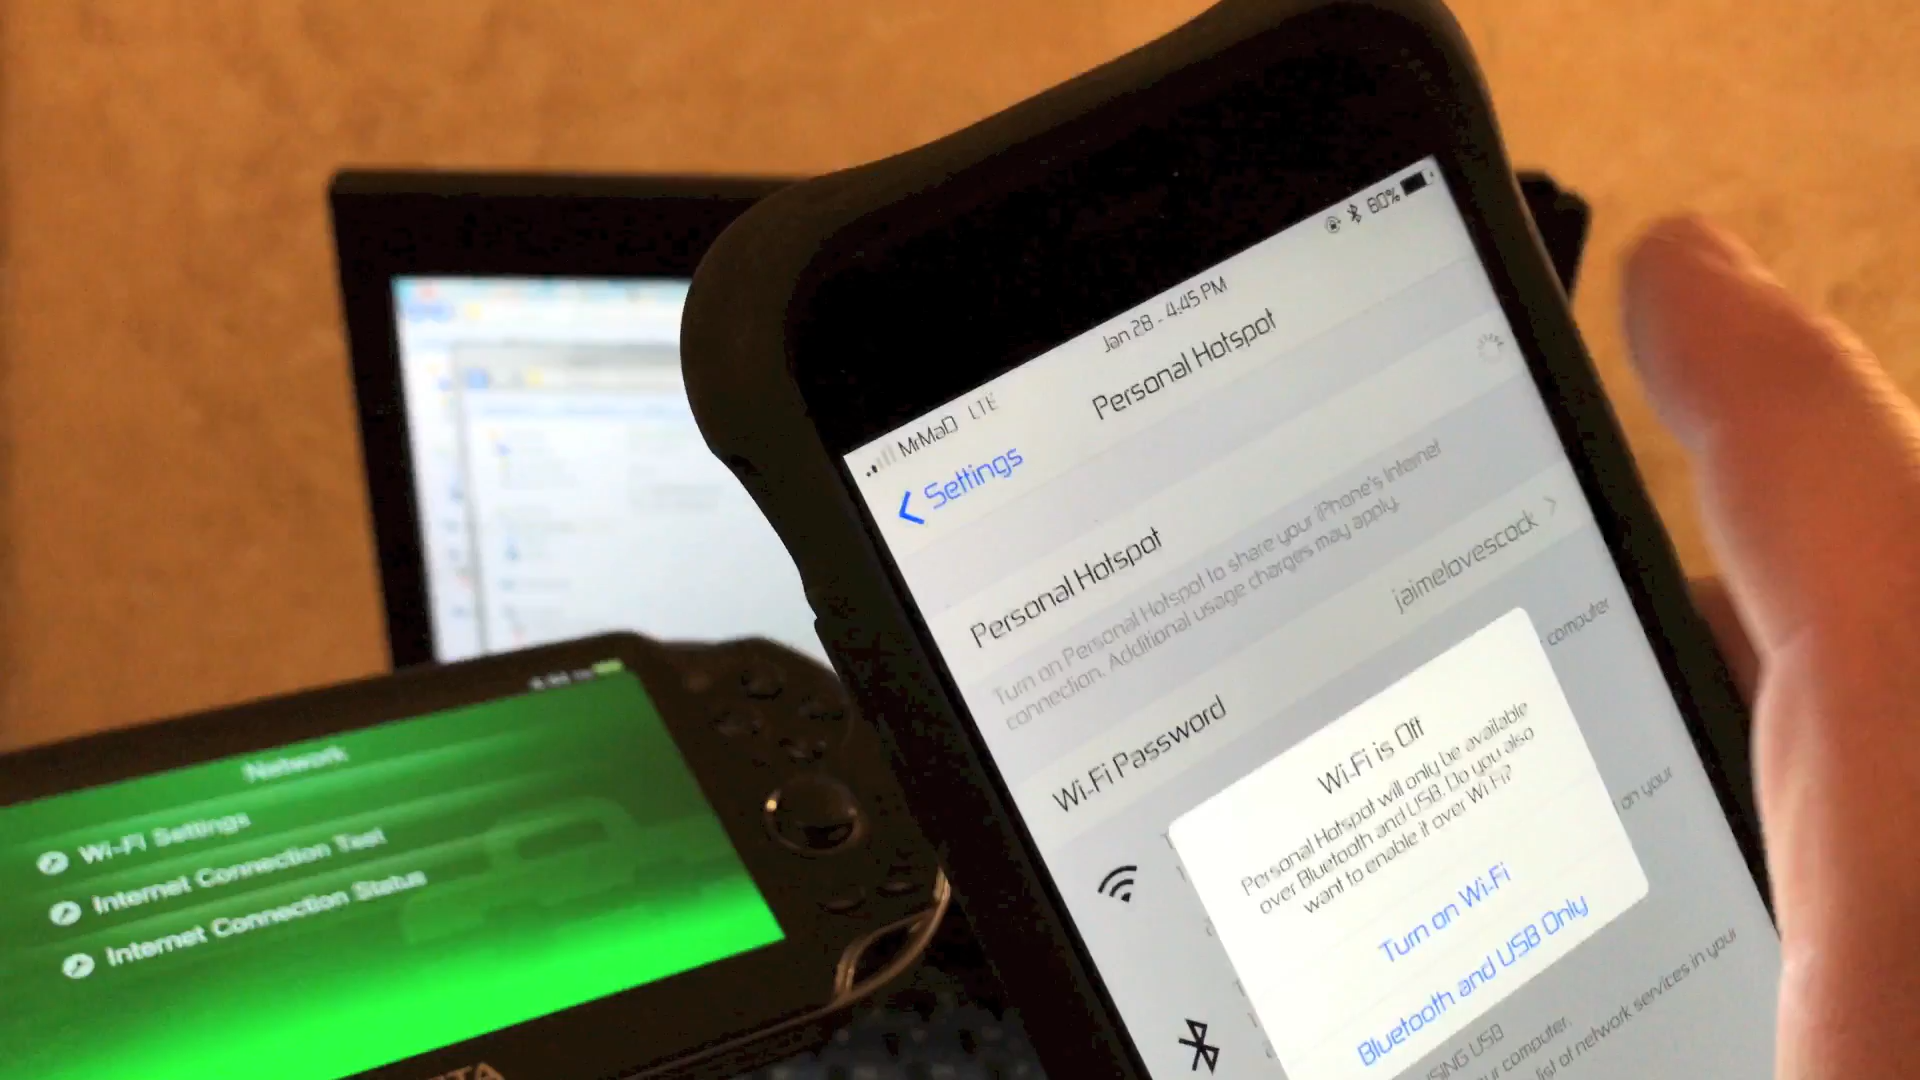 MrMaD LTE
Jan 28 - 4:45 PM
80%
Settings
Personal Hotspot
Personal Hotspot
Turn on Personal Hotspot to share your iPhone's Internet
connection. Additional usage charges may apply.
Wi-Fi Password
jaimelovescock
computer
Wi-Fi is Off
Personal Hotspot will only be available
over Bluetooth and USB. Do you also
want to enable it over Wi Fi?
Turn on Wi-Fi
Bluetooth and USB Only
on your
USING USB
your computer.
list of network services in your
Network
Wi-Fi Settings
Internet Connection Test
Internet Connection Status